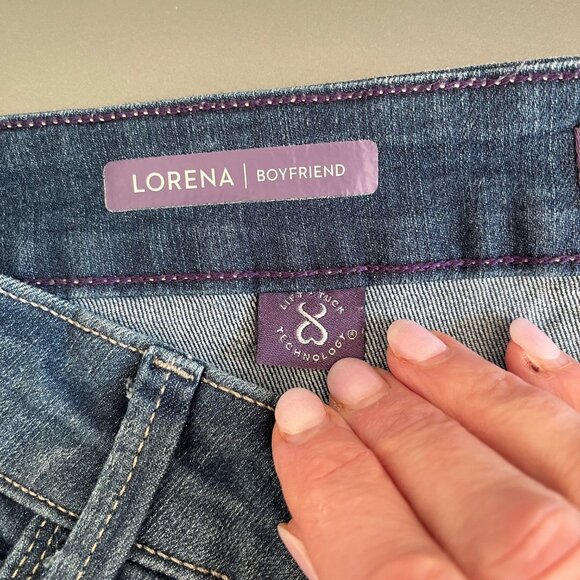 LORENA | BOYFRIEND
LIFT · TUCK
TECHNOLOGY®